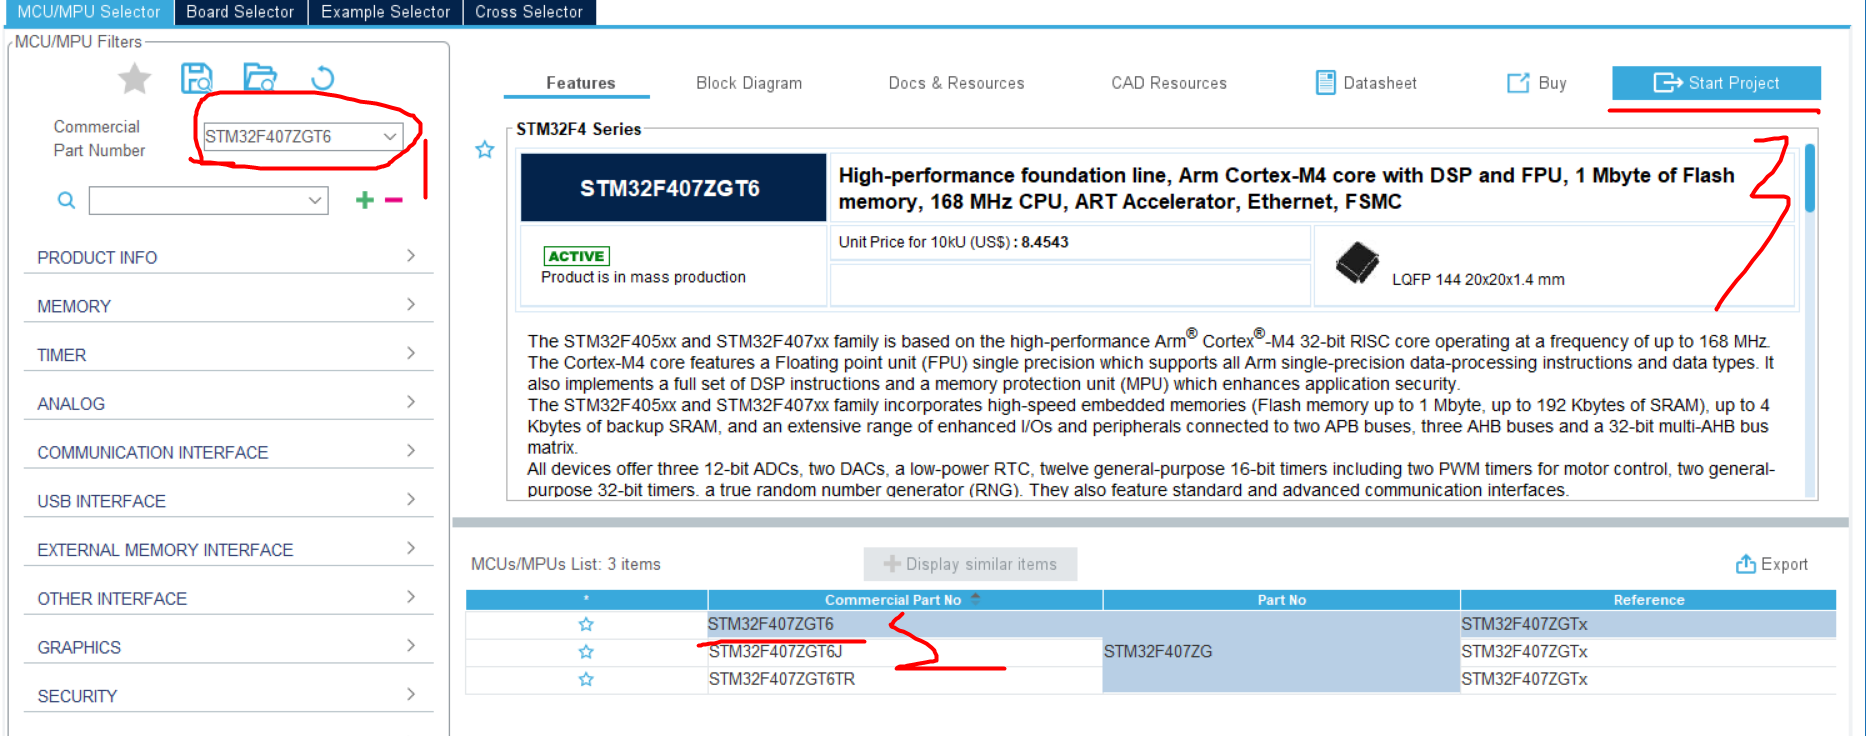 MCU/MPU Selector Board Selector Example Selector Cross Selector
MCU/MPU Filters
Commercial
Part Number
STM32F407ZGT6
1
PRODUCT INFO
MEMORY
TIMER
ANALOG
COMMUNICATION INTERFACE
USB INTERFACE
EXTERNAL MEMORY INTERFACE
OTHER INTERFACE
GRAPHICS
SECURITY
Features Block Diagram Docs & Resources CAD Resources Datasheet Buy Start Project
3
STM32F4 Series
STM32F407ZGT6
High-performance foundation line, Arm Cortex-M4 core with DSP and FPU, 1 Mbyte of Flash
memory, 168 MHz CPU, ART Accelerator, Ethernet, FSMC
ACTIVE
Product is in mass production
Unit Price for 10kU (US$) : 8.4543
LQFP 144 20x20x1.4 mm
The STM32F405xx and STM32F407xx family is based on the high-performance Arm® Cortex®-M4 32-bit RISC core operating at a frequency of up to 168 MHz.
The Cortex-M4 core features a Floating point unit (FPU) single precision which supports all Arm single-precision data-processing instructions and data types. It
also implements a full set of DSP instructions and a memory protection unit (MPU) which enhances application security.
The STM32F405xx and STM32F407xx family incorporates high-speed embedded memories (Flash memory up to 1 Mbyte, up to 192 Kbytes of SRAM), up to 4
Kbytes of backup SRAM, and an extensive range of enhanced I/Os and peripherals connected to two APB buses, three AHB buses and a 32-bit multi-AHB bus
matrix.
All devices offer three 12-bit ADCs, two DACs, a low-power RTC, twelve general-purpose 16-bit timers including two PWM timers for motor control, two general-
purpose 32-bit timers. a true random number generator (RNG). They also feature standard and advanced communication interfaces.
MCUs/MPUs List: 3 items Display similar items Export
* Commercial Part No Part No Reference
STM32F407ZGT6 STM32F407ZGTx
2
STM32F407ZGT6J STM32F407ZG STM32F407ZGTx
STM32F407ZGT6TR STM32F407ZGTx